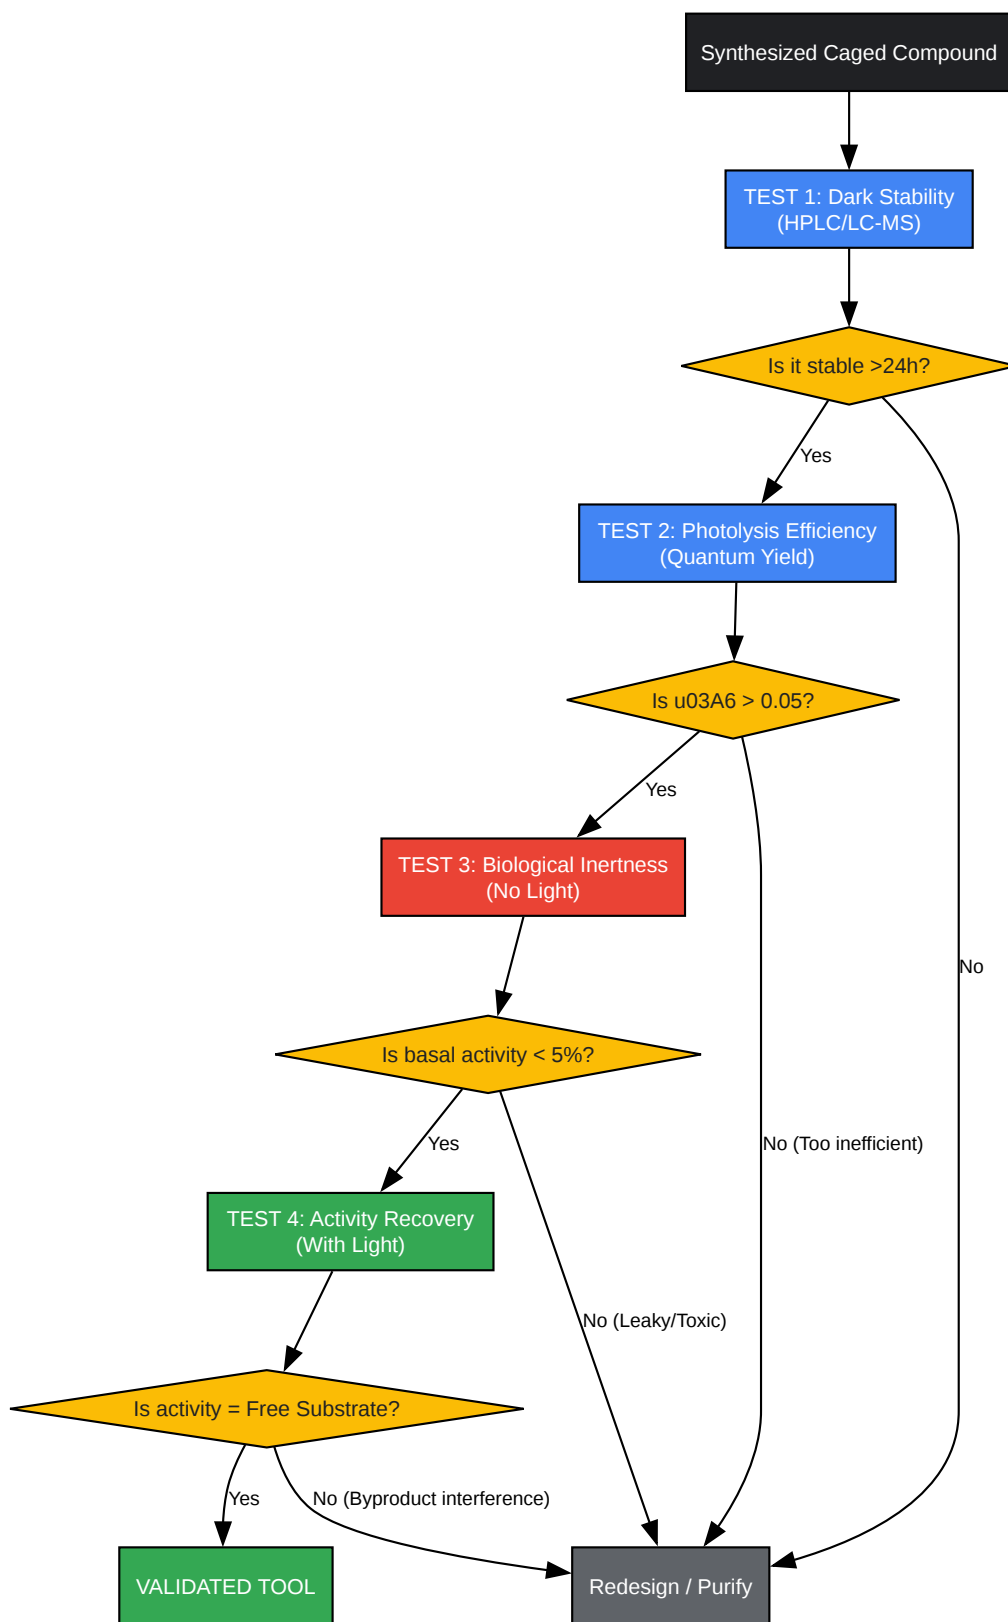 Synthesized Caged Compound
TEST 1: Dark Stability
(HPLC/LC-MS)
Is it stable >24h?
Yes
TEST 2: Photolysis Efficiency
(Quantum Yield)
Is u03A6 > 0.05?
Yes
TEST 3: Biological Inertness
(No Light)
No
Is basal activity < 5%?
Yes
No (Too inefficient)
TEST 4: Activity Recovery
(With Light)
No (Leaky/Toxic)
Is activity = Free Substrate?
Yes
No (Byproduct interference)
VALIDATED TOOL
Redesign / Purify